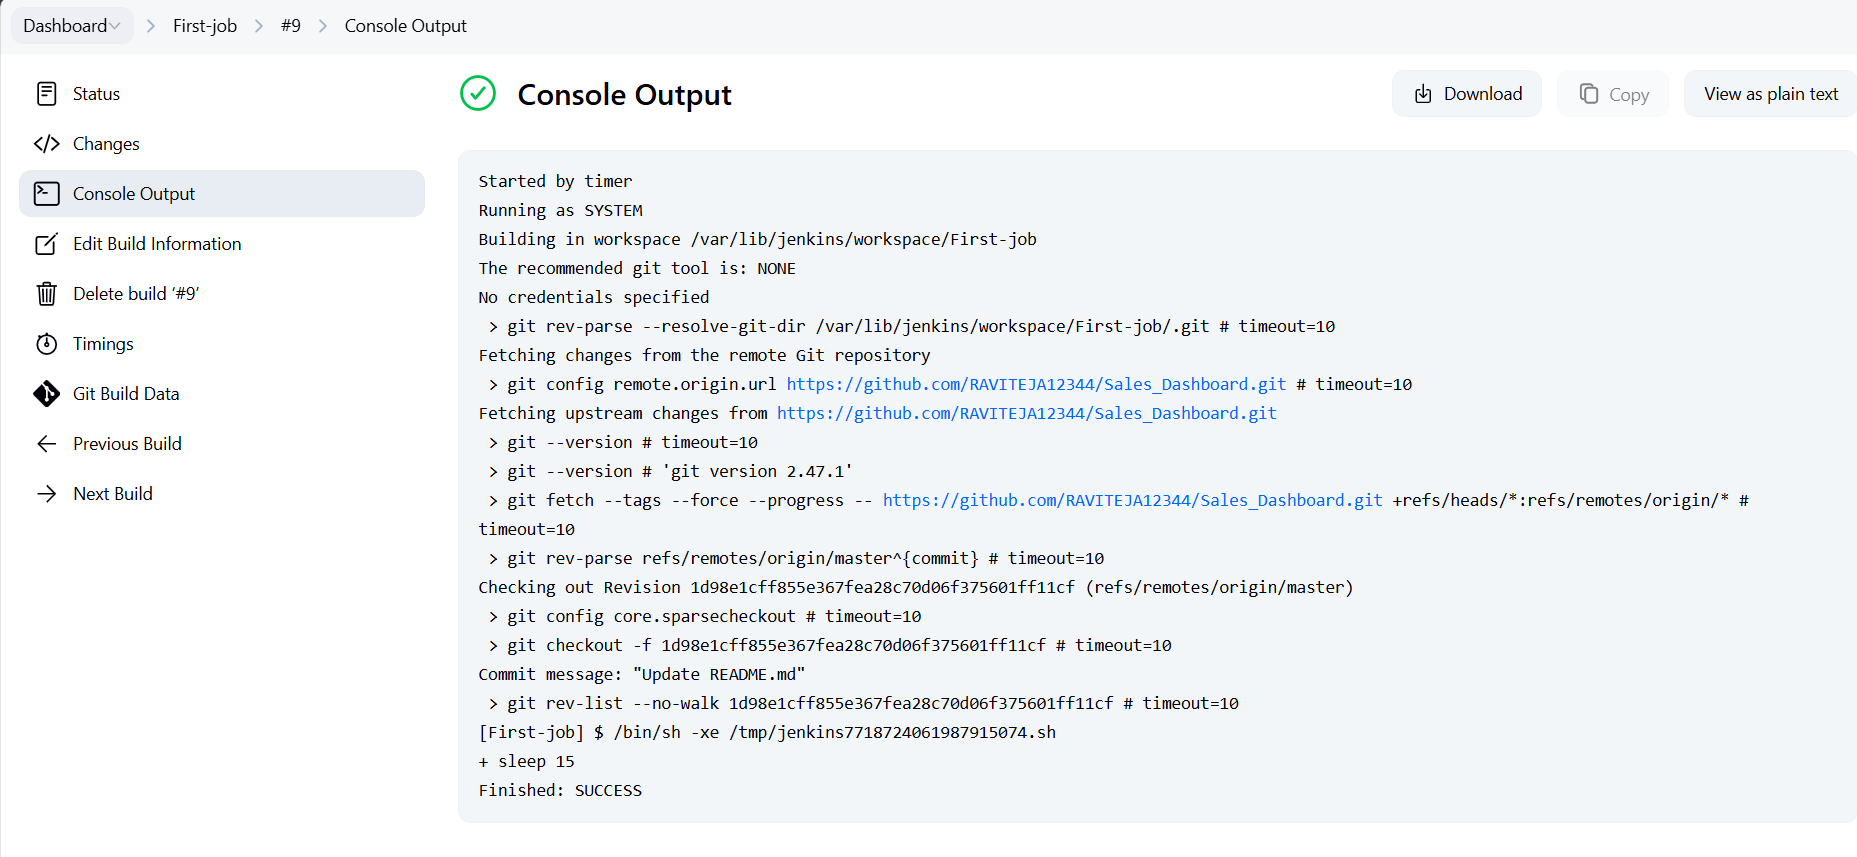 Dashboard
First-job
#9
Console Output
Status
Changes
Console Output
Edit Build Information
Delete build ‘#9’
Timings
Git Build Data
Previous Build
Next Build
Console Output
Download
Copy
View as plain text
Started by timer
Running as SYSTEM
Building in workspace /var/lib/jenkins/workspace/First-job
The recommended git tool is: NONE
No credentials specified
> git rev-parse --resolve-git-dir /var/lib/jenkins/workspace/First-job/.git # timeout=10
Fetching changes from the remote Git repository
> git config remote.origin.url https://github.com/RAVITEJA12344/Sales_Dashboard.git # timeout=10
Fetching upstream changes from https://github.com/RAVITEJA12344/Sales_Dashboard.git
> git --version # timeout=10
> git --version # 'git version 2.47.1'
> git fetch --tags --force --progress -- https://github.com/RAVITEJA12344/Sales_Dashboard.git +refs/heads/*:refs/remotes/origin/* #
timeout=10
> git rev-parse refs/remotes/origin/master^{commit} # timeout=10
Checking out Revision 1d98e1cff855e367fea28c70d06f375601ff11cf (refs/remotes/origin/master)
> git config core.sparsecheckout # timeout=10
> git checkout -f 1d98e1cff855e367fea28c70d06f375601ff11cf # timeout=10
Commit message: "Update README.md"
> git rev-list --no-walk 1d98e1cff855e367fea28c70d06f375601ff11cf # timeout=10
[First-job] $ /bin/sh -xe /tmp/jenkins7718724061987915074.sh
+ sleep 15
Finished: SUCCESS